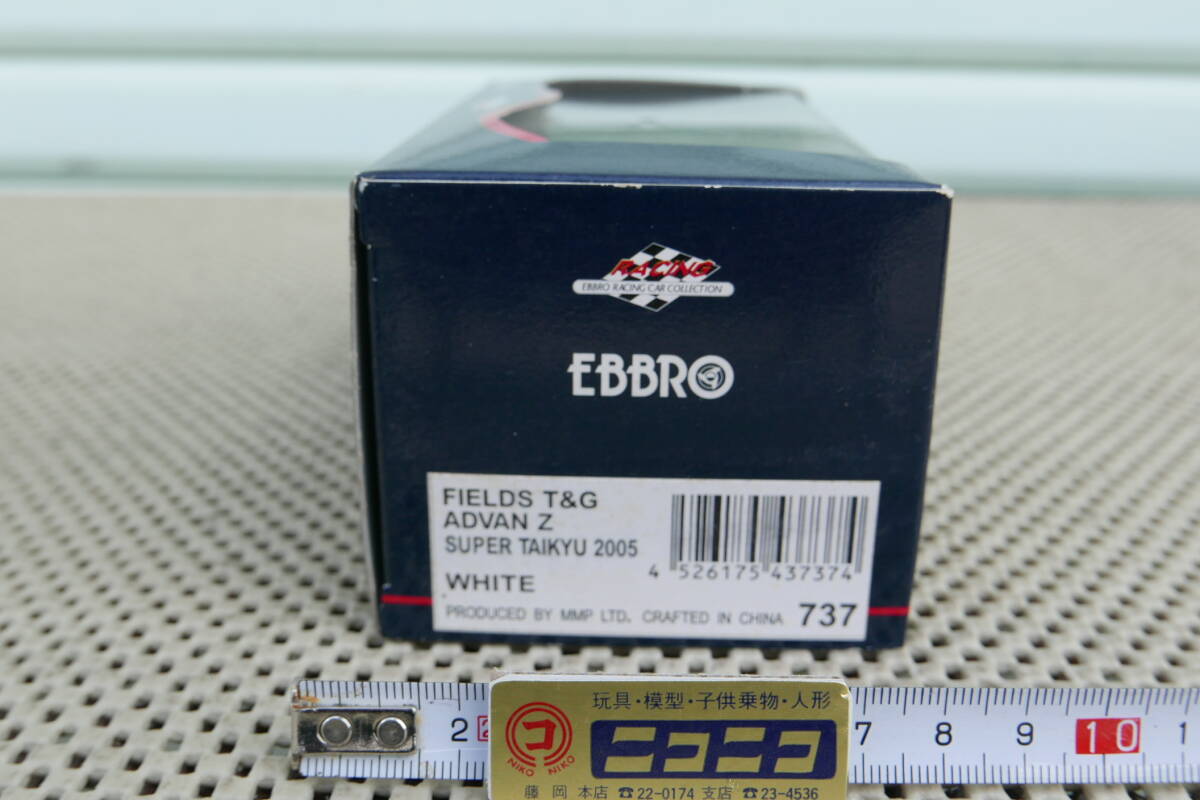 RACING
EBBRO RACING CAR COLLECTION
EBBRO
FIELDS T&G
ADVAN Z
SUPER TAIKYU 2005
WHITE
4 526175 437374
PRODUCED BY MMP LTD. CRAFTED IN CHINA 737
玩具・模型・子供乗物・人形
コ
NIKO NIKO
ニコニコ
藤岡 本店 ☎22-0174 支店 ☎23-4536
2 7 8 9 10 1